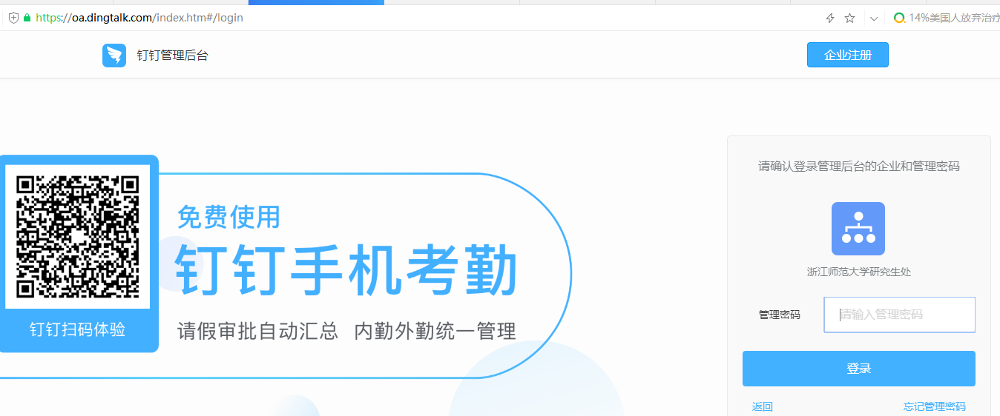 https://oa.dingtalk.com/index.htm#/login
14%美国人放弃治疗
钉钉管理后台
企业注册
钉钉扫码体验
免费使用
钉钉手机考勤
请假审批自动汇总 内勤外勤统一管理
请确认登录管理后台的企业和管理密码
浙江师范大学研究生处
管理密码
请输入管理密码
登录
返回
忘记管理密码